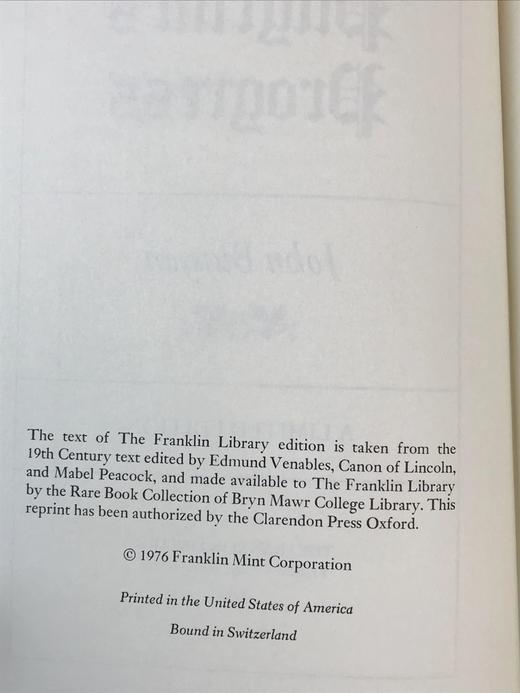 The text of The Franklin Library edition is taken from the
19th Century text edited by Edmund Venables, Canon of Lincoln,
and Mabel Peacock, and made available to The Franklin Library
by the Rare Book Collection of Bryn Mawr College Library. This
reprint has been authorized by the Clarendon Press Oxford.
© 1976 Franklin Mint Corporation
Printed in the United States of America
Bound in Switzerland